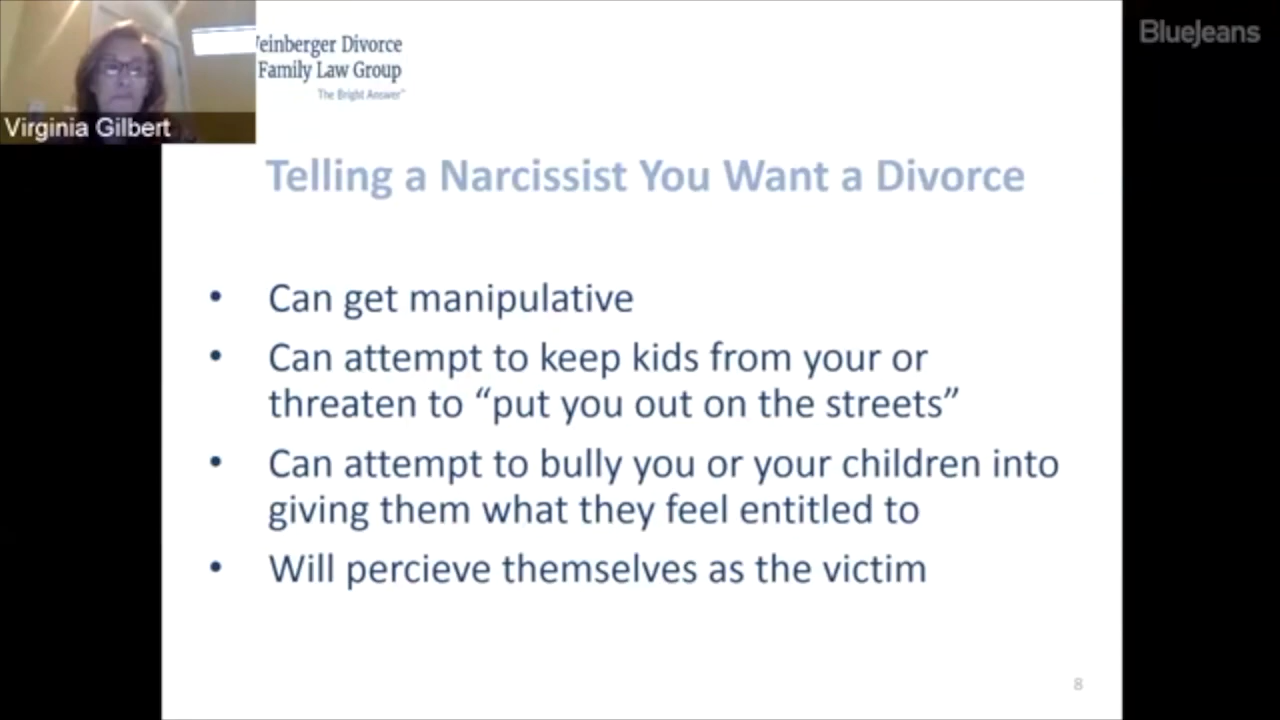 BlueJeans
einberger Divorce
Family Law Group
The Bright Answer
Virginia Gilbert
Telling a Narcissist You Want a Divorce
• Can get manipulative
• Can attempt to keep kids from your or
threaten to “put you out on the streets”
• Can attempt to bully you or your children into
giving them what they feel entitled to
• Will percieve themselves as the victim
8